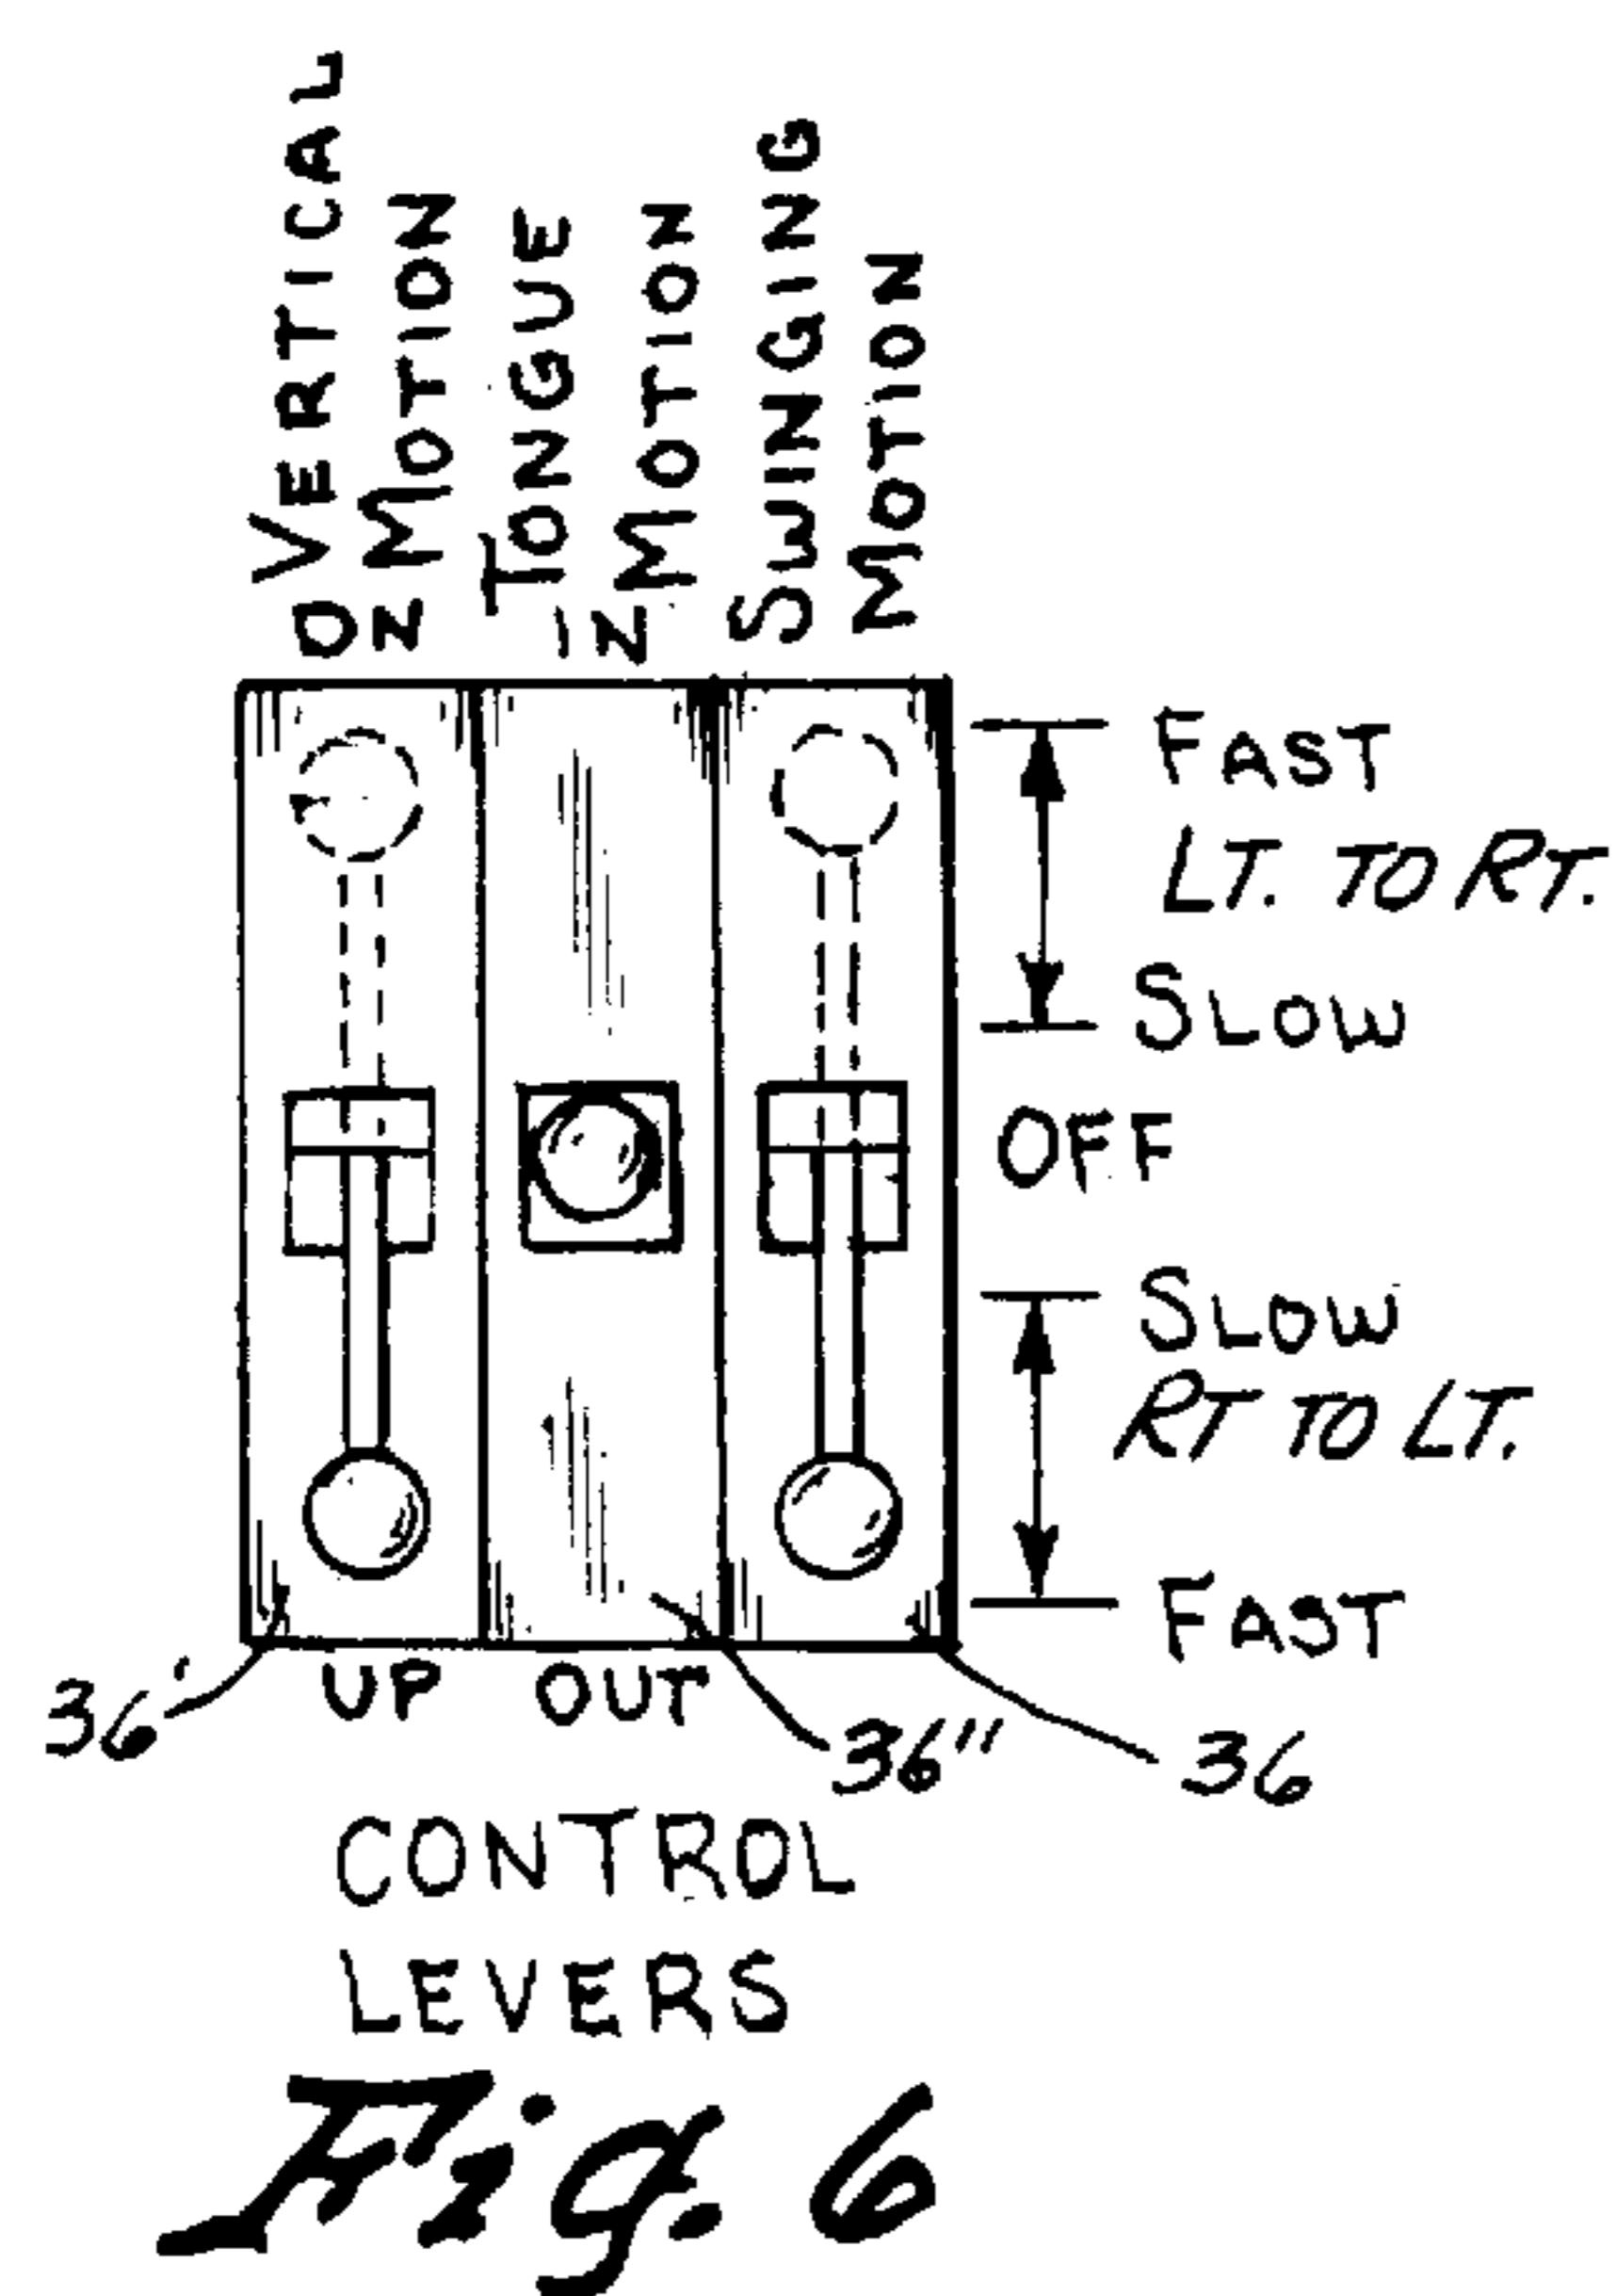 VERTICAL
MOTION
TONGUE
MOTION
SWINGING
MOTION
DN
IN
FAST
LT. TO RT.
SLOW
OFF
SLOW
RT TO LT.
FAST
UP OUT
36' 36" 36
CONTROL
LEVERS
Fig. 6